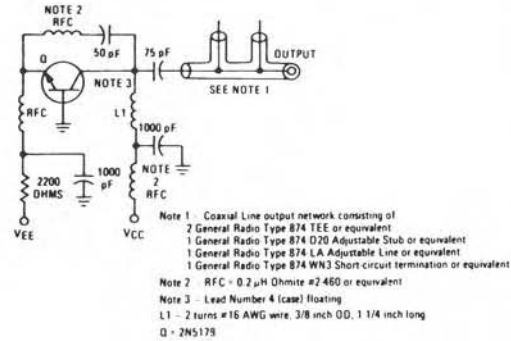 NOTE 2
RFC
50 pF
75 pF
OUTPUT
Q
NOTE 3
SEE NOTE 1
RFC
L1
1000 pF
1000
pF
NOTE
2
RFC
2200
OHMS
VEE
VCC
Note 1 - Coaxial Line output network consisting of
2 General Radio Type 874 TEE or equivalent
1 General Radio Type 874 D20 Adjustable Stub or equivalent
1 General Radio Type 874 LA Adjustable Line or equivalent
1 General Radio Type 874 WN3 Short-circuit termination or equivalent
Note 2 - RFC = 0.2 µH Ohmite #2-460 or equivalent
Note 3 - Lead Number 4 (case) floating
L1 - 2 turns #16 AWG wire, 3/8 inch OD, 1 1/4 inch long
Q = 2N5179